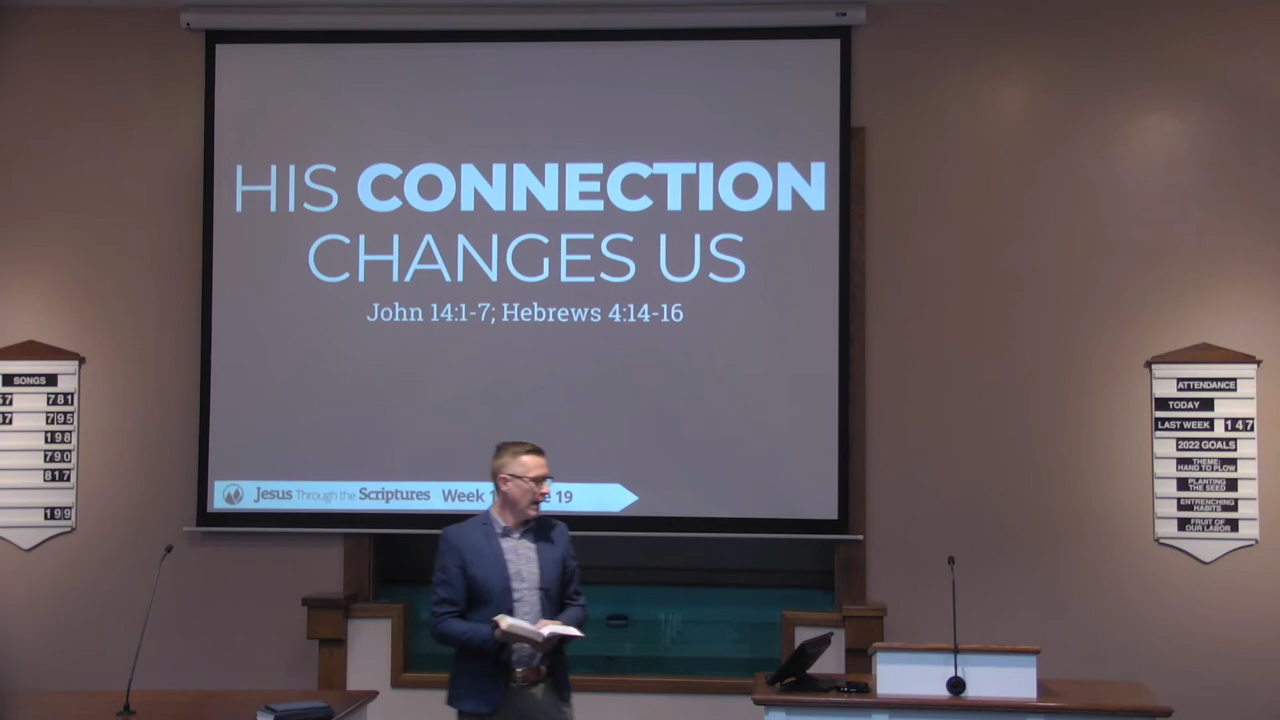 HIS CONNECTION
CHANGES US
John 14:1-7; Hebrews 4:14-16
Jesus Through the Scriptures Week 19
SONGS
781
795
198
790
817
199
ATTENDANCE
TODAY
LAST WEEK 147
2022 GOALS
THEME:
HAND TO PLOW
PLANTING
THE SEED
ENTRENCHING
HABITS
FRUIT OF
OUR LABOR